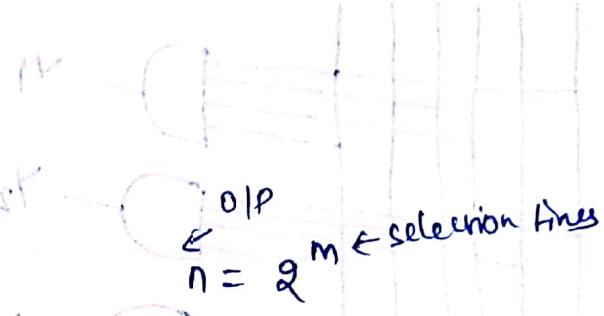 O/P
n = 2^m ← selection lines